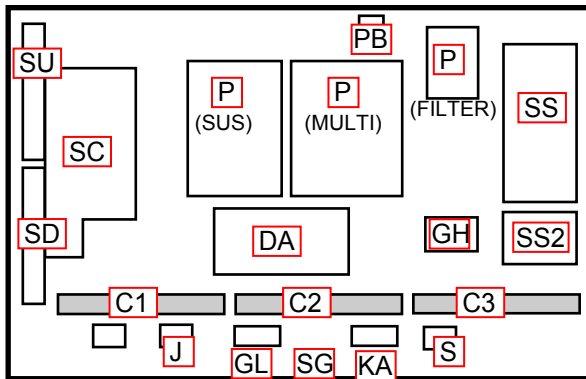 PB
SU
P
(SUS)
P
(MULTI)
P
(FILTER)
SS
SC
SD
DA
GH
SS2
C1
C2
C3
J
GL
SG
KA
S